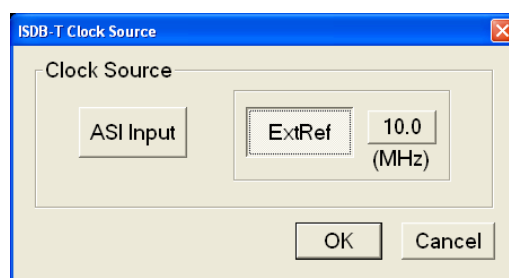 ISDB-T Clock Source
Clock Source
ASI Input
ExtRef
10.0
(MHz)
OK
Cancel